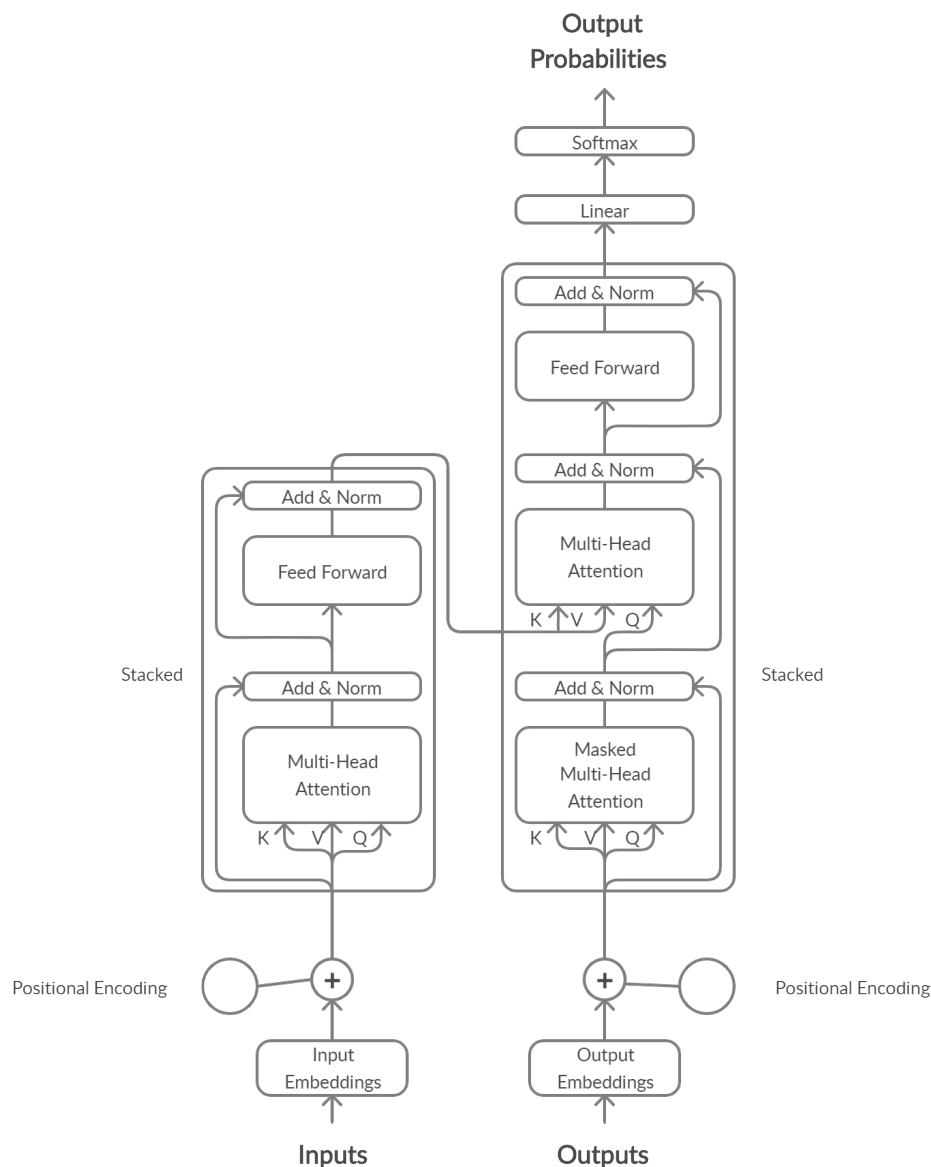 Output
Probabilities
Softmax
Linear
Add & Norm
Feed Forward
Add & Norm
Multi-Head
Attention
K V Q
Add & Norm
Masked
Multi-Head
Attention
K V Q
Stacked
Add & Norm
Feed Forward
Add & Norm
Multi-Head
Attention
K V Q
Stacked
Positional Encoding
+
+
Positional Encoding
Input
Embeddings
Output
Embeddings
Inputs
Outputs